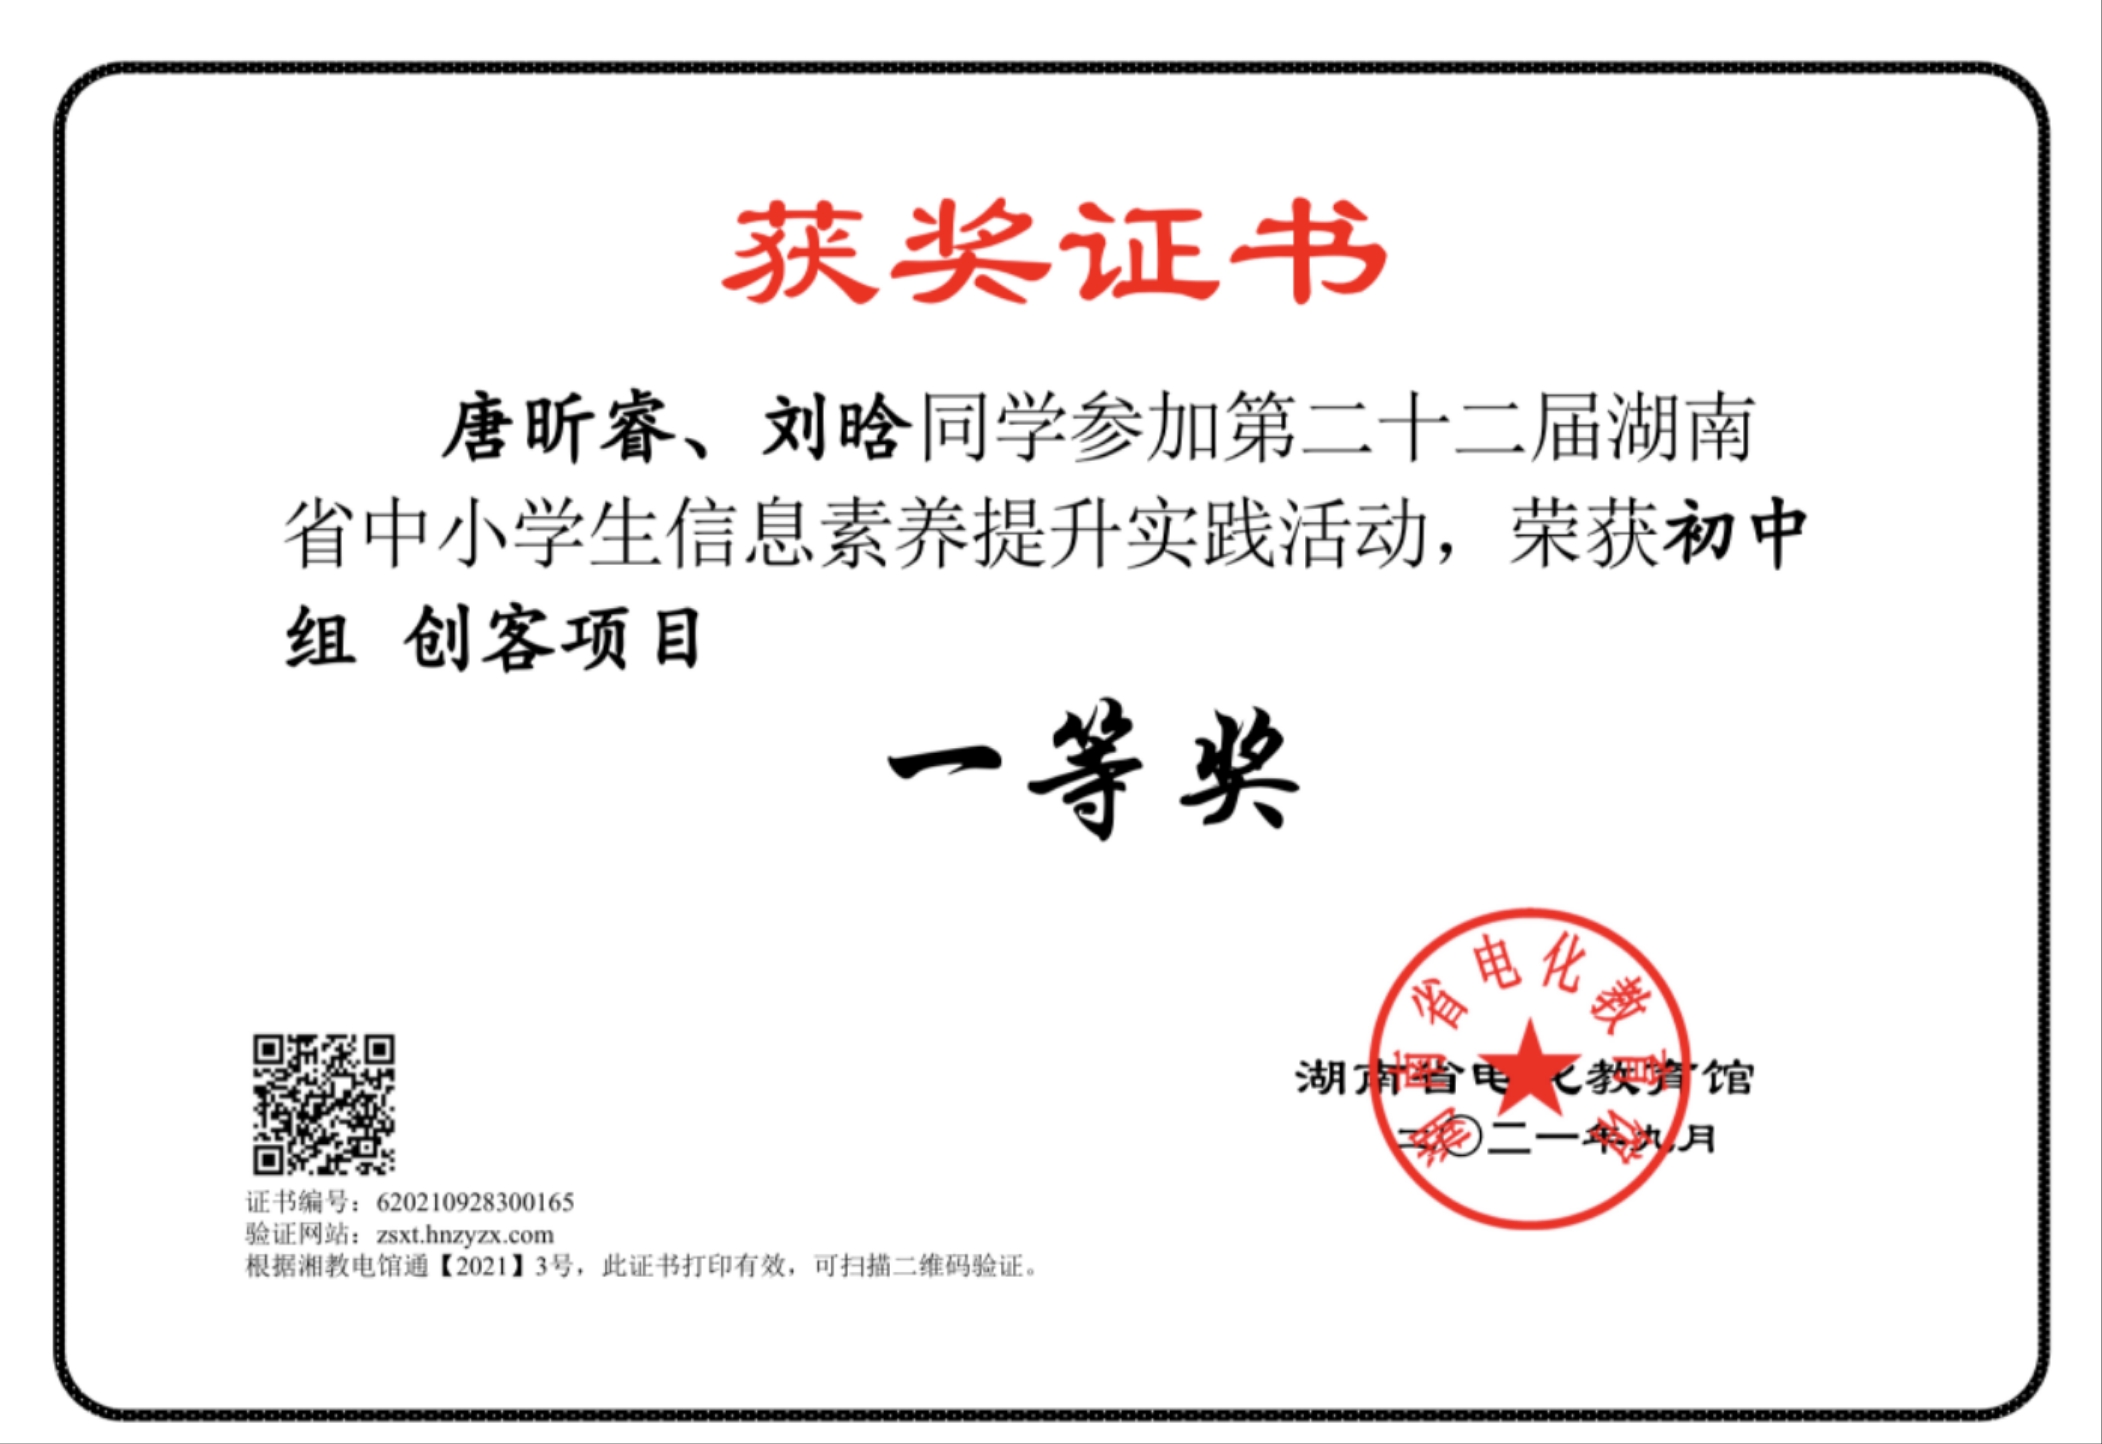 获奖证书
唐昕睿、刘晗同学参加第二十二届湖南
省中小学生信息素养提升实践活动，荣获初中
组 创客项目
一等奖
湖南省电化教育馆
湖南省电化教育馆
二〇二一年九月
证书编号：620210928300165
验证网站：zsxt.hnzyzx.com
根据湘教电馆通【2021】3号，此证书打印有效，可扫描二维码验证。